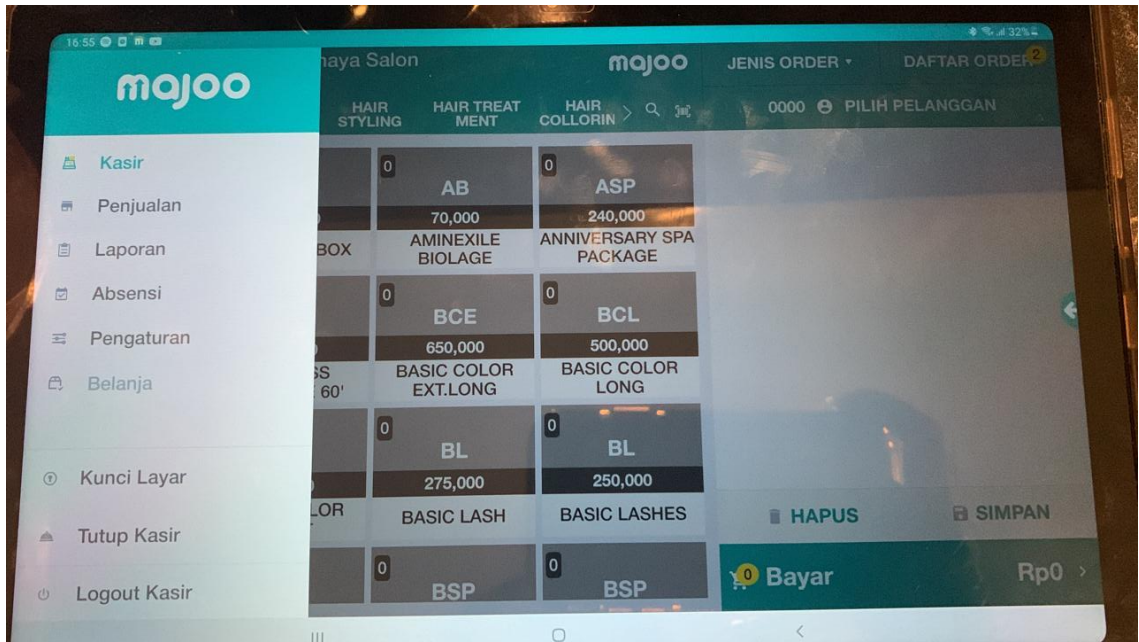 16:55
32%
majoo
Kasir
Penjualan
Laporan
Absensi
Pengaturan
Belanja
Kunci Layar
Tutup Kasir
Logout Kasir
haya Salon
majoo
JENIS ORDER
DAFTAR ORDER
2
HAIR STYLING
HAIR TREAT MENT
HAIR COLLORIN
0000
PILIH PELANGGAN
0
AB
70,000
AMINEXILE
BIOLAGE
0
ASP
240,000
ANNIVERSARY SPA
PACKAGE
BOX
0
BCE
650,000
BASIC COLOR
EXT.LONG
0
BCL
500,000
BASIC COLOR
LONG
SS
60'
0
BL
275,000
BASIC LASH
0
BL
250,000
BASIC LASHES
LOR
0
BSP
0
BSP
HAPUS
SIMPAN
0
Bayar
Rp0